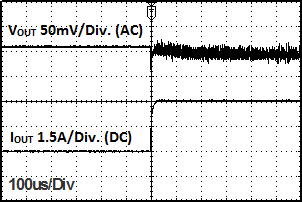 VOUT 50mV/Div. (AC)
IOUT 1.5A/Div. (DC)
100us/Div